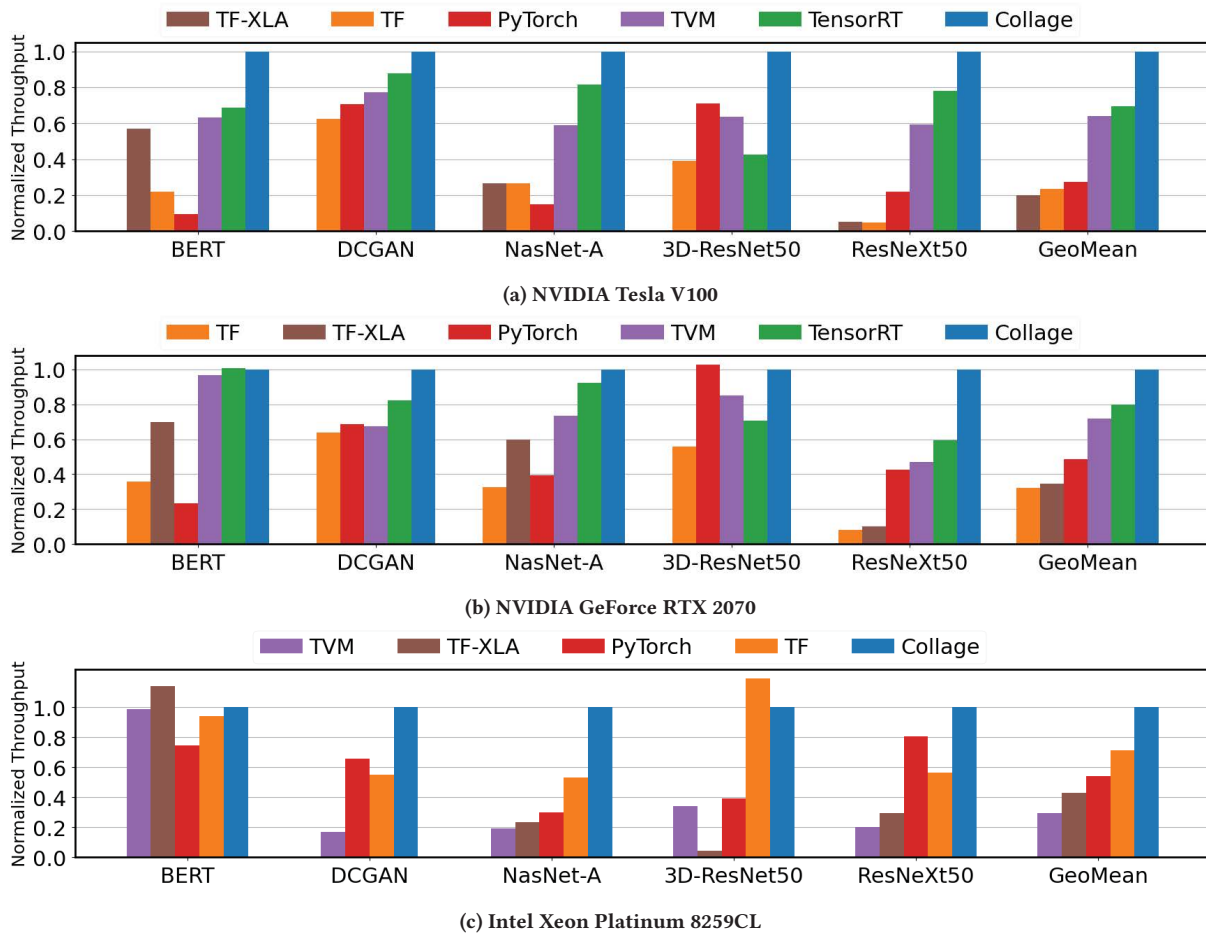 TF-XLA TF PyTorch TVM TensorRT Collage
Normalized Throughput
1.0
0.8
0.6
0.4
0.2
0.0
BERT DCGAN NasNet-A 3D-ResNet50 ResNeXt50 GeoMean
(a) NVIDIA Tesla V100
TF TF-XLA PyTorch TVM TensorRT Collage
Normalized Throughput
1.0
0.8
0.6
0.4
0.2
0.0
BERT DCGAN NasNet-A 3D-ResNet50 ResNeXt50 GeoMean
(b) NVIDIA GeForce RTX 2070
TVM TF-XLA PyTorch TF Collage
Normalized Throughput
1.0
0.8
0.6
0.4
0.2
0.0
BERT DCGAN NasNet-A 3D-ResNet50 ResNeXt50 GeoMean
(c) Intel Xeon Platinum 8259CL